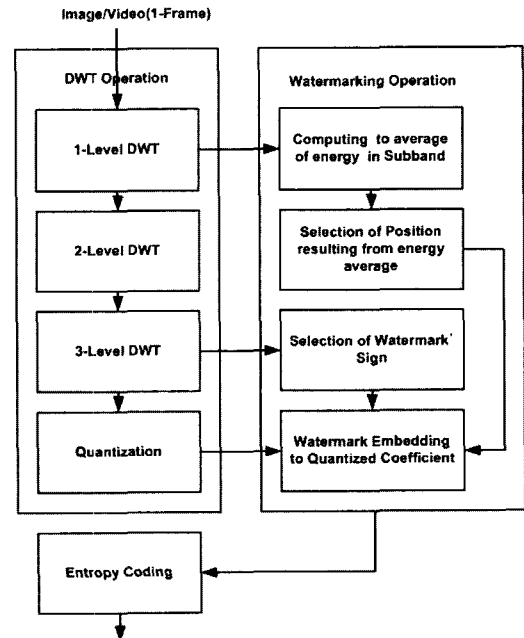 Image/Video(1-Frame)
DWT Operation
Watermarking Operation
1-Level DWT
Computing to average
of energy in Subband
2-Level DWT
Selection of Position
resulting from energy
average
3-Level DWT
Selection of Watermark'
Sign
Quantization
Watermark Embedding
to Quantized Coefficient
Entropy Coding